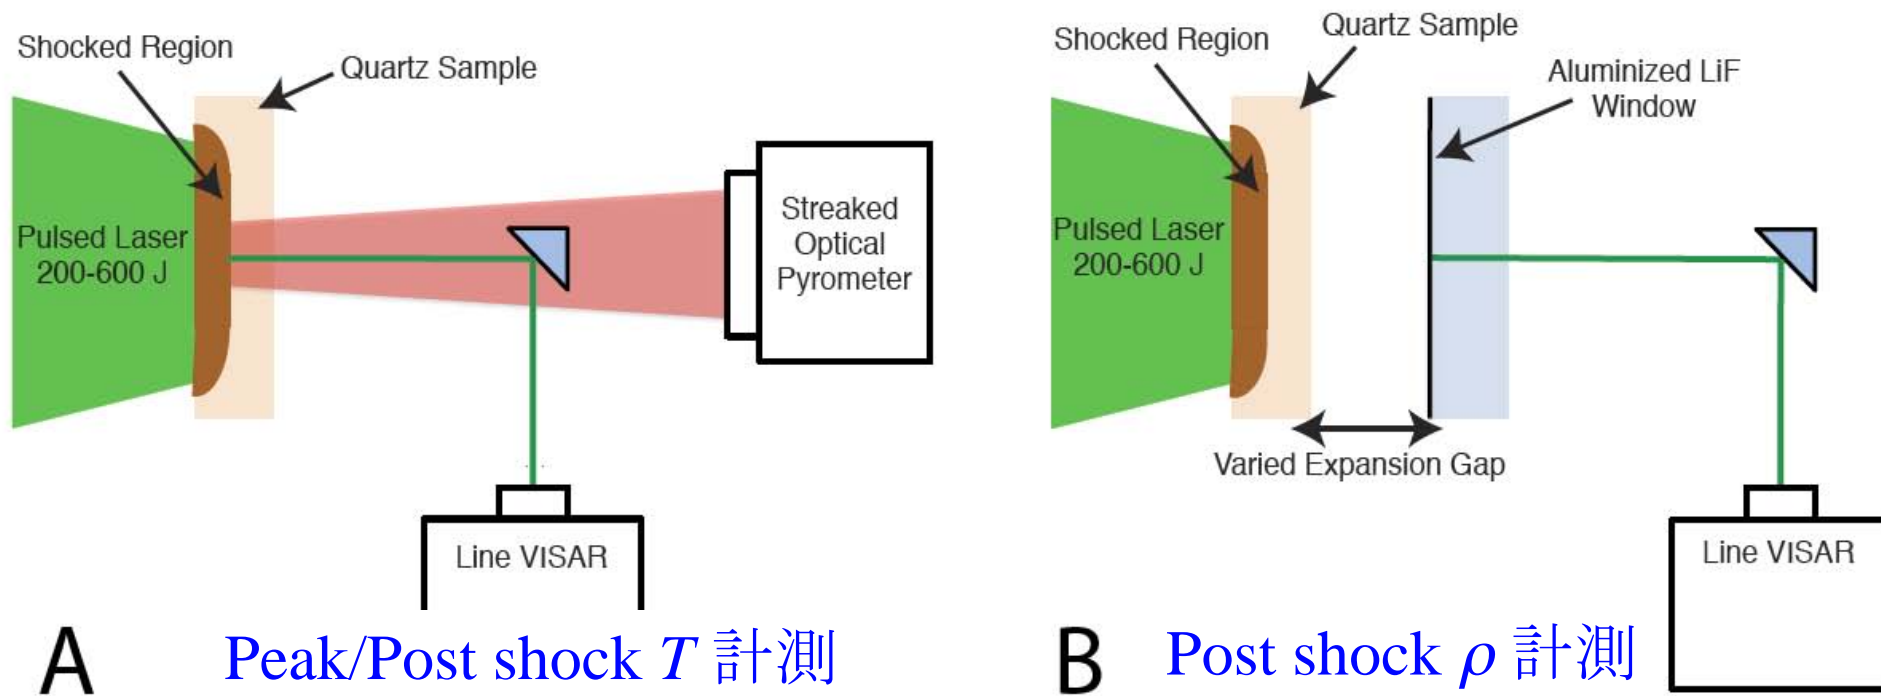 Shocked Region
Quartz Sample
Pulsed Laser
200-600 J
Streaked
Optical
Pyrometer
Line VISAR
A
Peak/Post shock T 計測
Shocked Region
Quartz Sample
Aluminized LiF
Window
Pulsed Laser
200-600 J
Varied Expansion Gap
Line VISAR
B
Post shock ρ 計測